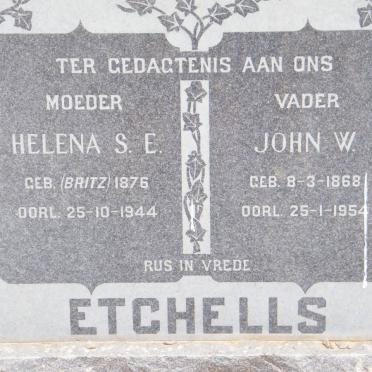 TER GEDAGTENIS AAN ONS
MOEDER
HELENA S. E.
GEB. (BRITZ) 1876
OORL. 25-10-1944
VADER
JOHN W.
GEB. 8-3-1868
OORL. 25-1-1954
RUS IN VREDE
ETCHELLS